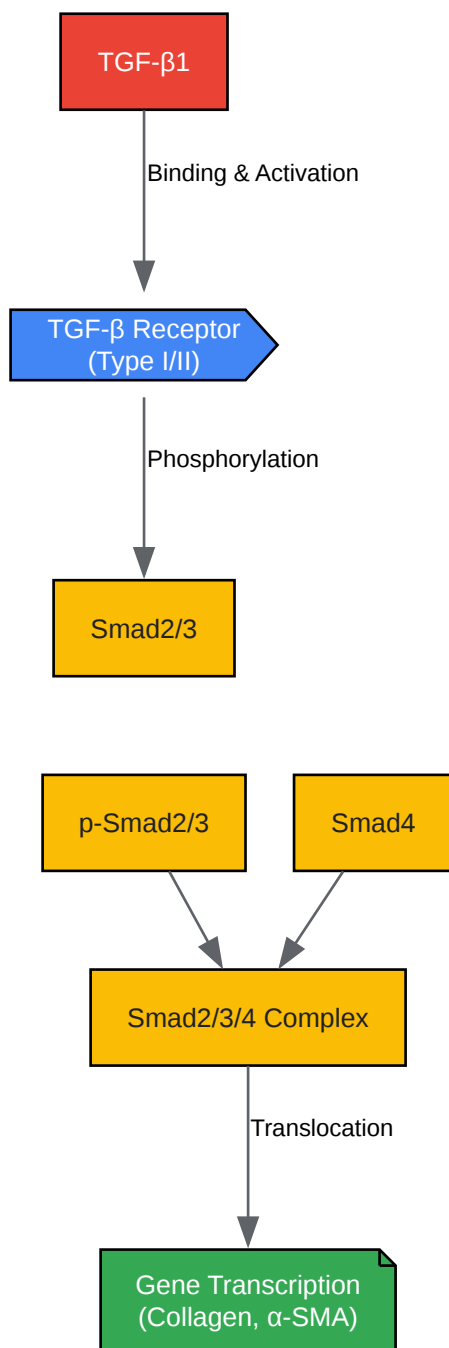 TGF-β1
Binding & Activation
TGF-β Receptor
(Type I/II)
Phosphorylation
Smad2/3
p-Smad2/3
Smad4
Smad2/3/4 Complex
Translocation
Gene Transcription
(Collagen, α-SMA)